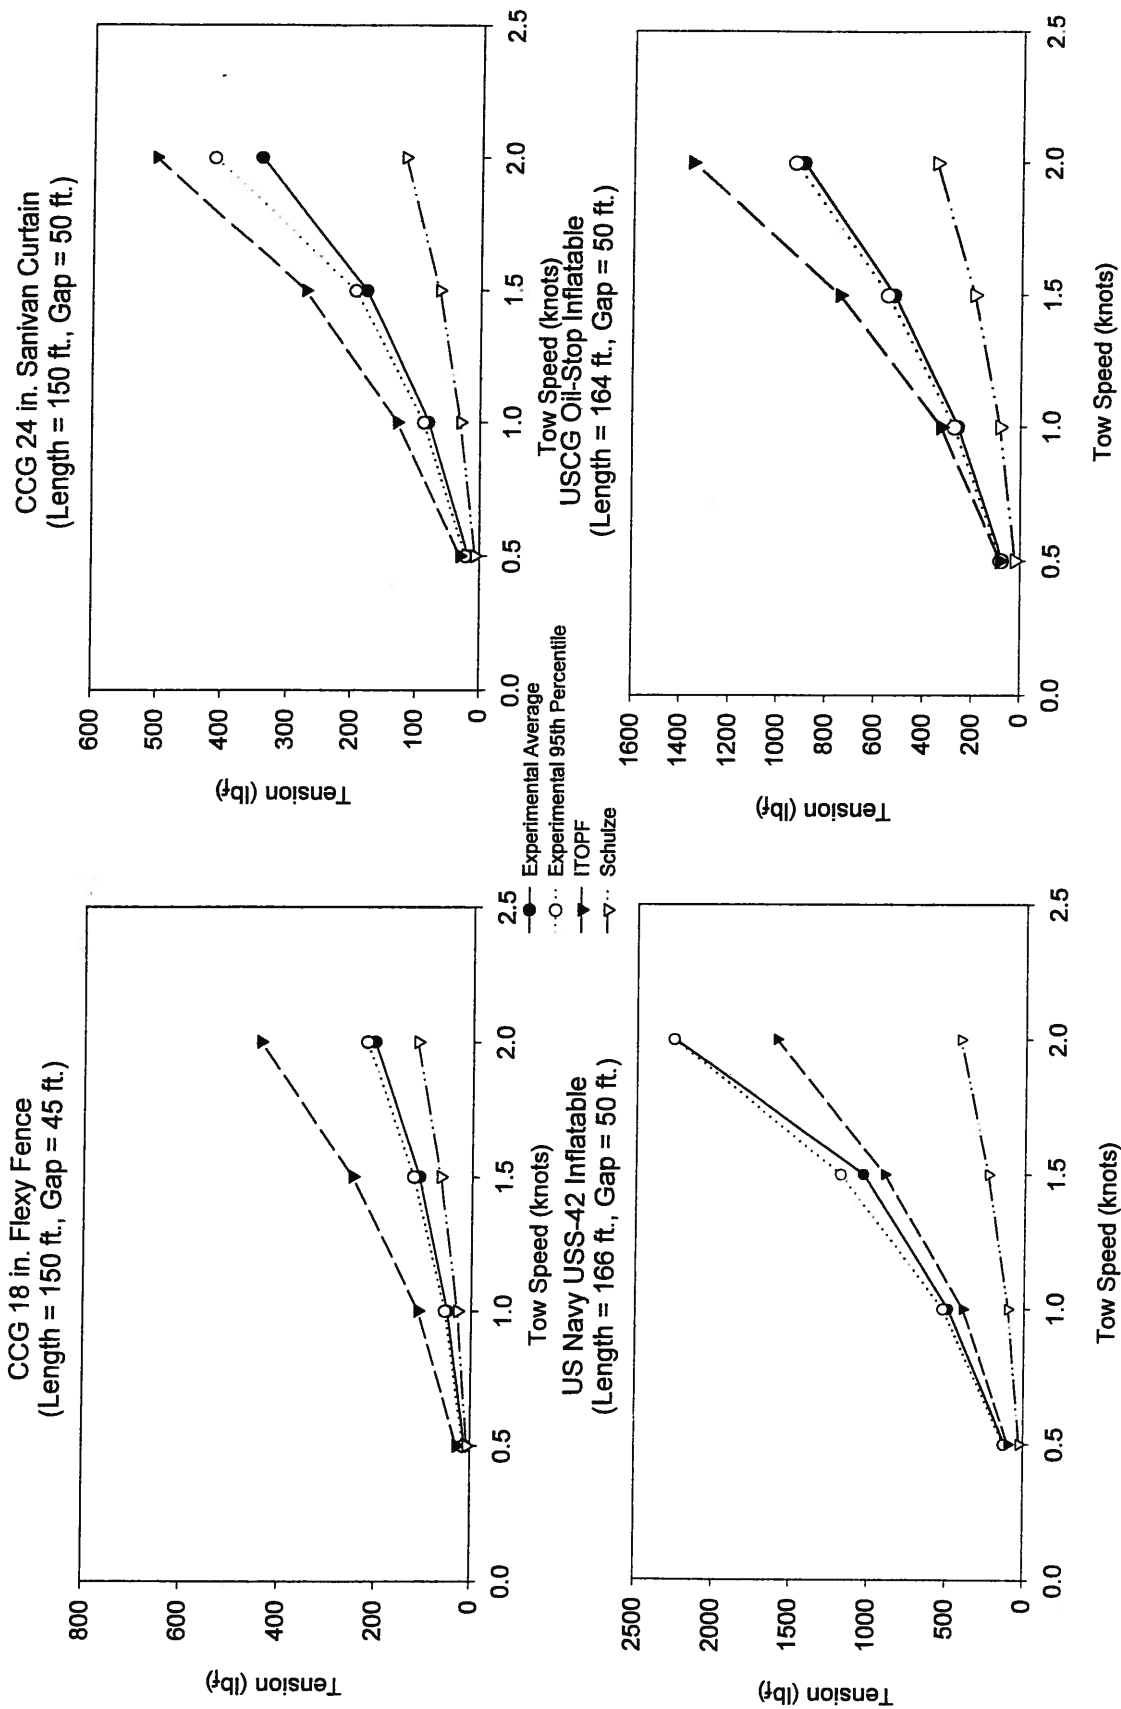 CCG 18 in. Flexy Fence
(Length = 150 ft., Gap = 45 ft.)
Tension (lbf)
800
600
400
200
0
0.0 0.5 1.0 1.5 2.0 2.5
Tow Speed (knots)
CCG 24 in. Sanivan Curtain
(Length = 150 ft., Gap = 50 ft.)
Tension (lbf)
600
500
400
300
200
100
0
0.0 0.5 1.0 1.5 2.0 2.5
Tow Speed (knots)
Experimental Average
Experimental 95th Percentile
ITOPF
Schulze
US Navy USS-42 Inflatable
(Length = 166 ft., Gap = 50 ft.)
Tension (lbf)
2500
2000
1500
1000
500
0
0.0 0.5 1.0 1.5 2.0 2.5
Tow Speed (knots)
USCG Oil-Stop Inflatable
(Length = 164 ft., Gap = 50 ft.)
Tension (lbf)
1600
1400
1200
1000
800
600
400
200
0
0.0 0.5 1.0 1.5 2.0 2.5
Tow Speed (knots)